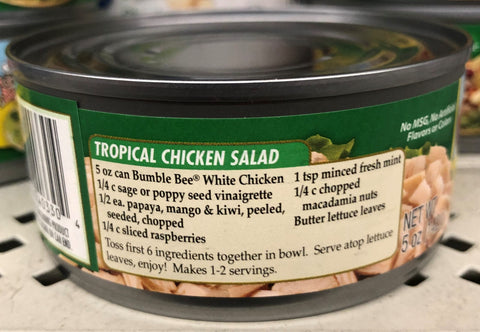 No MSG, No Artificial
Flavors or Colors
TROPICAL CHICKEN SALAD
5 oz can Bumble Bee® White Chicken
1/4 c sage or poppy seed vinaigrette
1/2 ea. papaya, mango & kiwi, peeled,
seeded, chopped
1/4 c sliced raspberries
1 tsp minced fresh mint
1/4 c chopped
macadamia nuts
Butter lettuce leaves
Toss first 6 ingredients together in bowl. Serve atop lettuce
leaves, enjoy! Makes 1-2 servings.
NET W
5 OZ